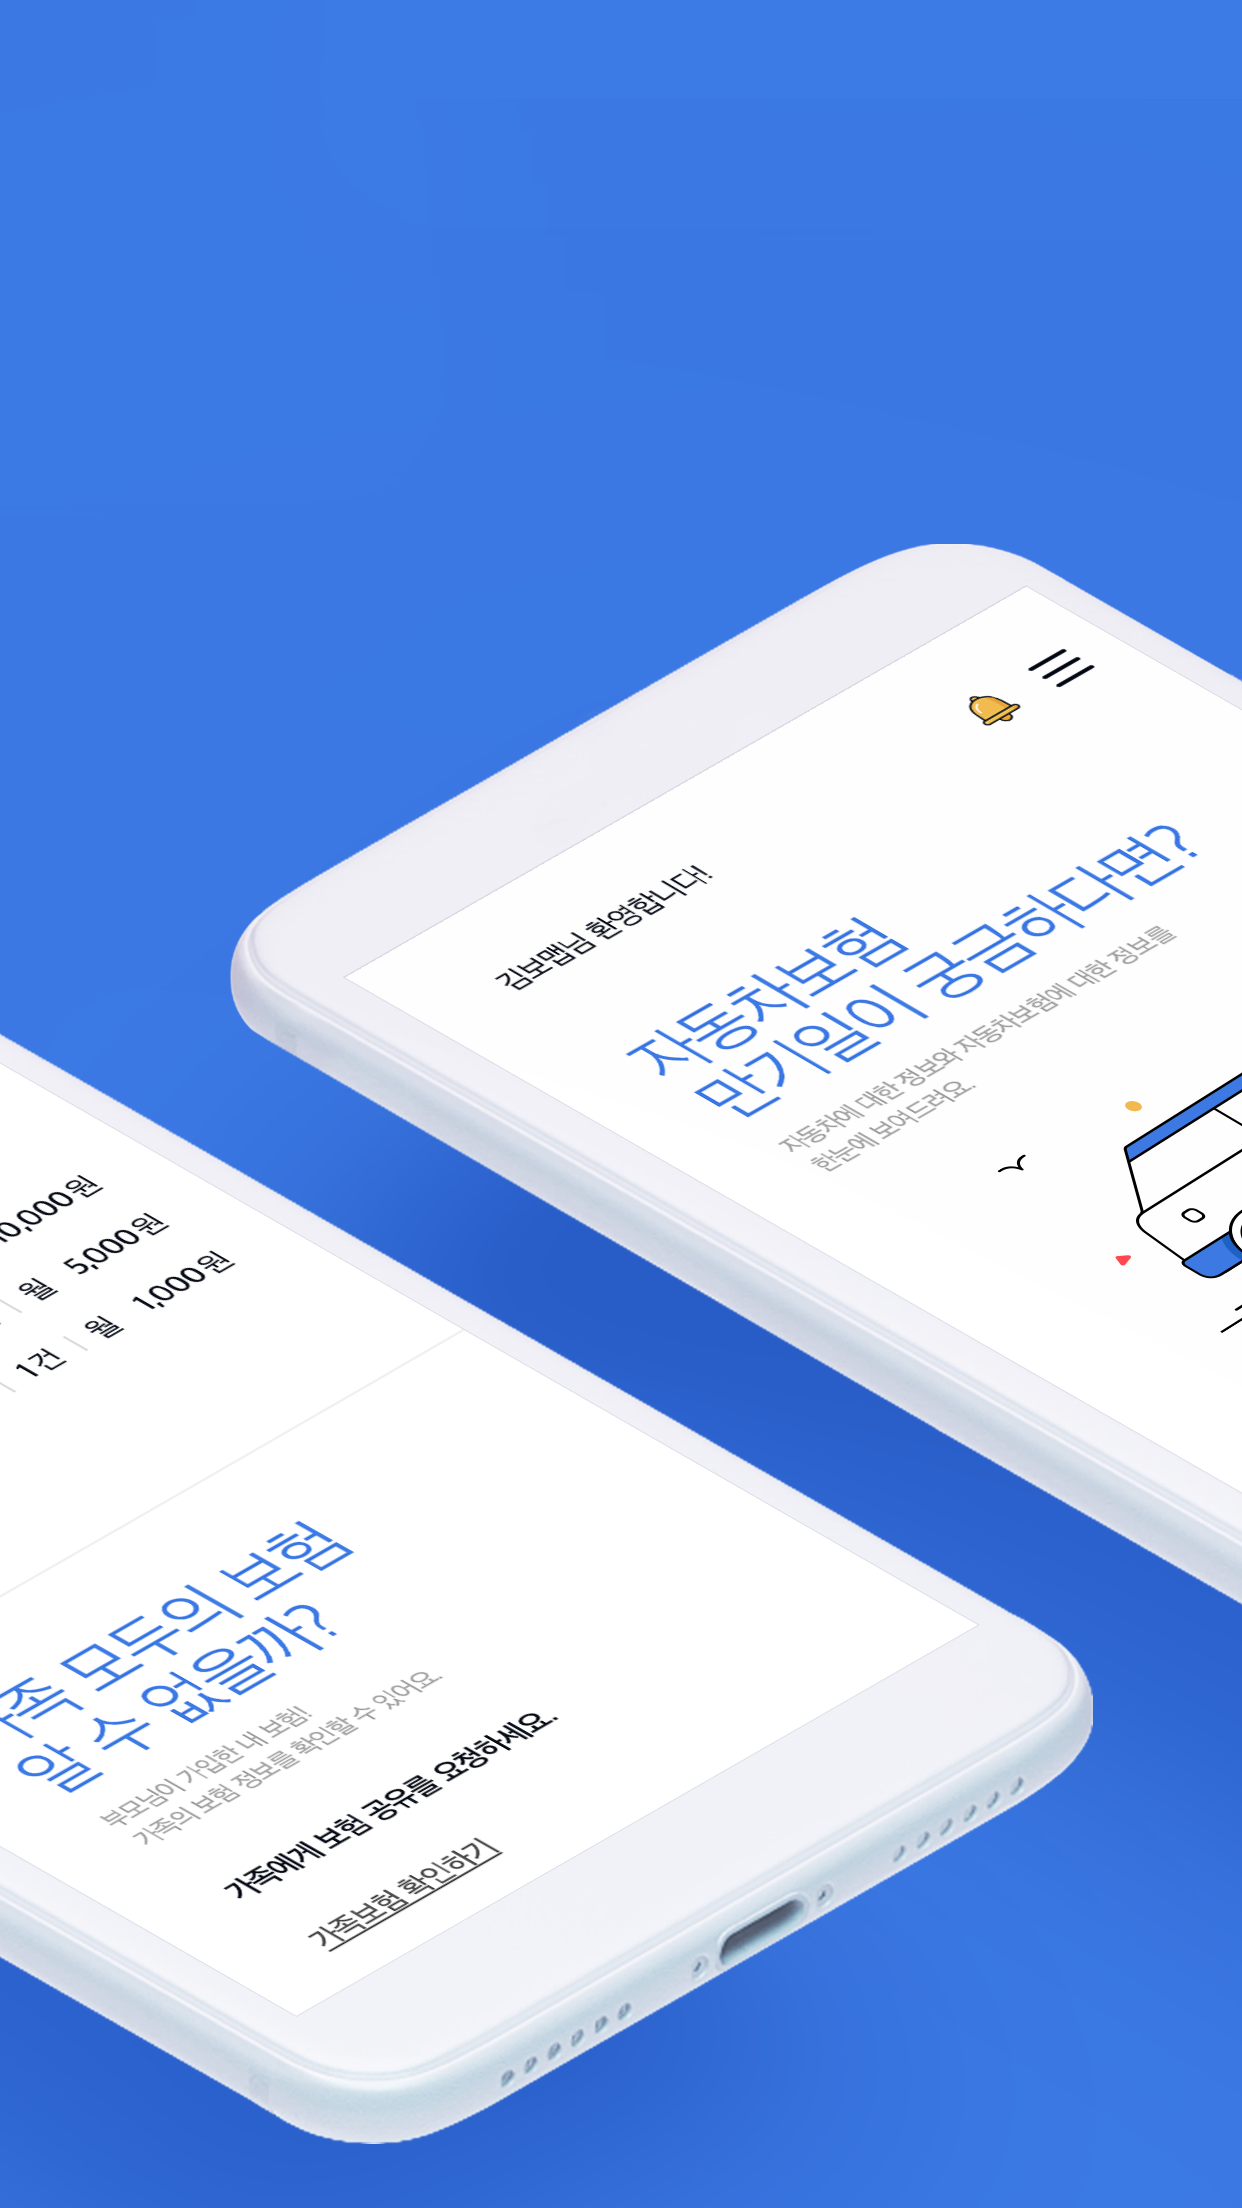 김보맵님 환영합니다!
자동차보험
만기일이 궁금하다면?
자동차에 대한 정보와 자동차보험에 대한 정보를
한눈에 보여드려요.
0,000원
월 5,000원
1건 월 1,000원
족 모두의 보험
알 수 없을까?
부모님이 가입한 내 보험!
가족의 보험 정보를 확인할 수 있어요.
가족에게 보험 공유를 요청하세요.
가족보험 확인하기